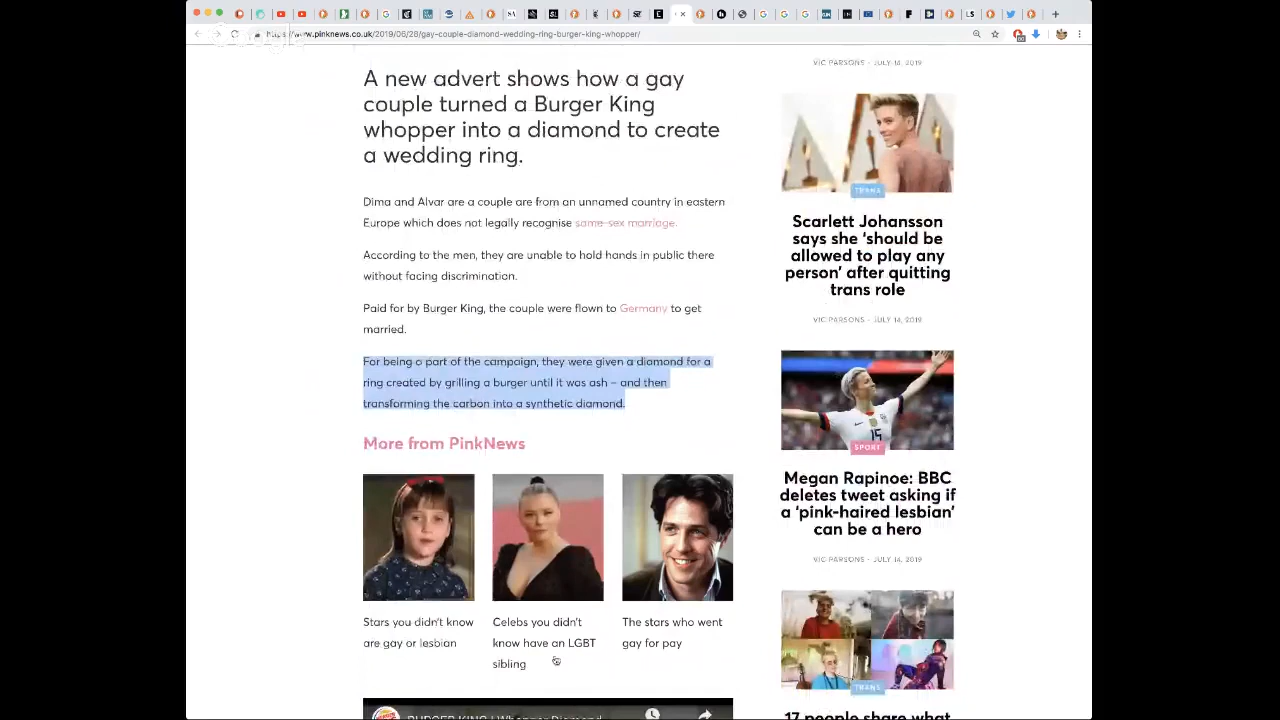 https://www.pinknews.co.uk/2019/06/28/gay-couple-diamond-wedding-ring-burger-king-whopper/
A new advert shows how a gay
couple turned a Burger King
whopper into a diamond to create
a wedding ring.
Dima and Alvar are a couple are from an unnamed country in eastern
Europe which does not legally recognise same-sex marriage.
According to the men, they are unable to hold hands in public there
without facing discrimination.
Paid for by Burger King, the couple were flown to Germany to get
married.
For being a part of the campaign, they were given a diamond for a
ring created by grilling a burger until it was ash – and then
transforming the carbon into a synthetic diamond.
More from PinkNews
Stars you didn't know
are gay or lesbian
Celebs you didn't
know have an LGBT
sibling
The stars who went
gay for pay
BURGER KING | Whopper Diamond
VIC PARSONS - JULY 14, 2019
TRANS
Scarlett Johansson
says she ‘should be
allowed to play any
person’ after quitting
trans role
VIC PARSONS - JULY 14, 2019
15
SPORT
Megan Rapinoe: BBC
deletes tweet asking if
a ‘pink-haired lesbian’
can be a hero
VIC PARSONS - JULY 14, 2019
TRANS
17 people share what